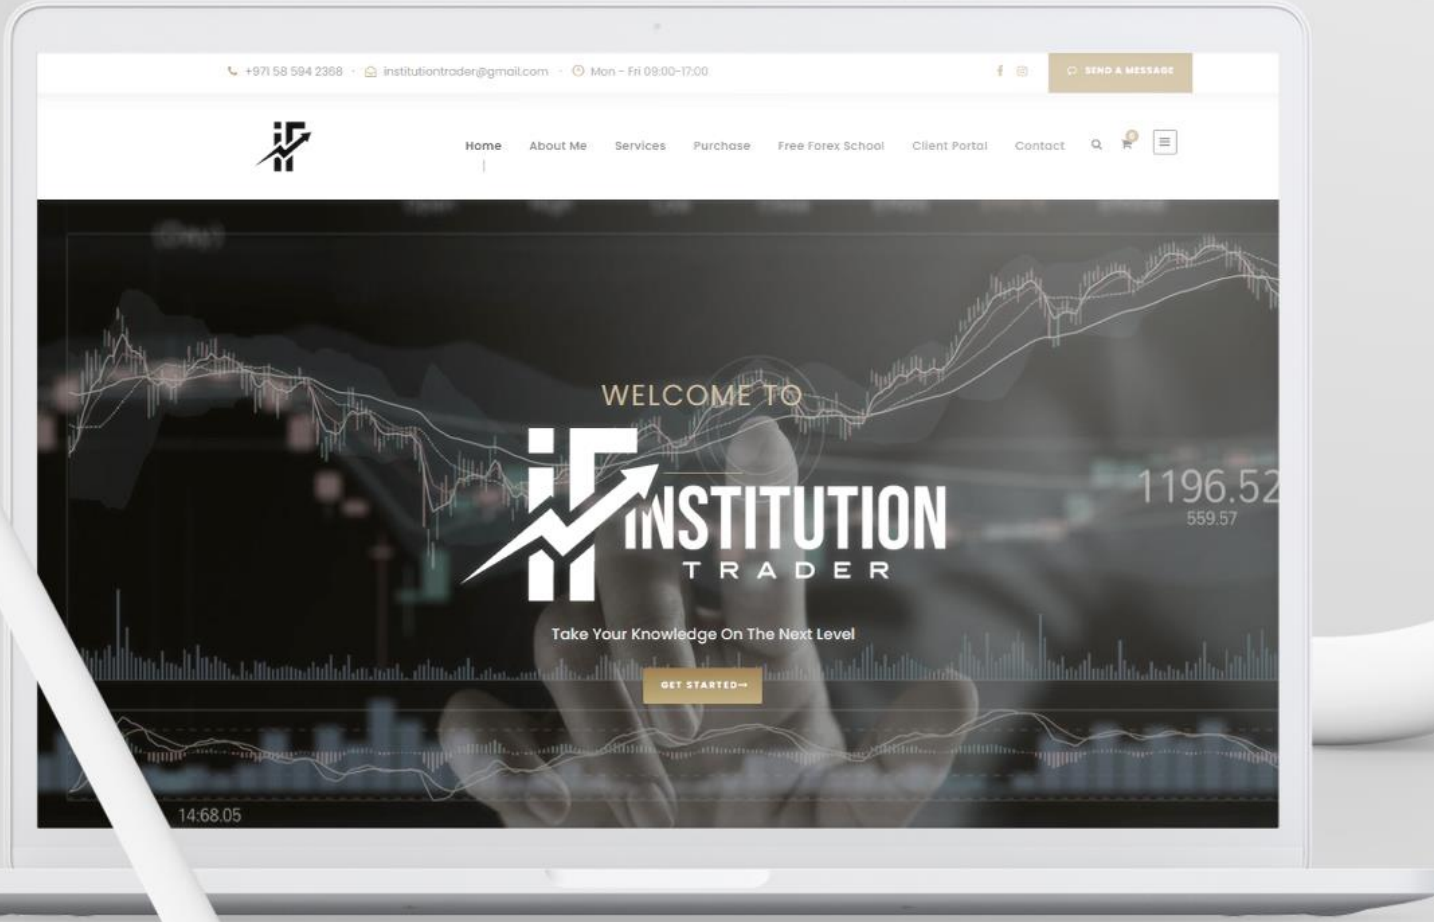 +971 58 594 2368 · institutiontrader@gmail.com · Mon - Fri 09:00-17:00
SEND A MESSAGE
Home About Me Services Purchase Free Forex School Client Portal Contact
0
(Day)
WELCOME TO
INSTITUTION
TRADER
1196.52
559.57
Take Your Knowledge On The Next Level
GET STARTED
14:68.05